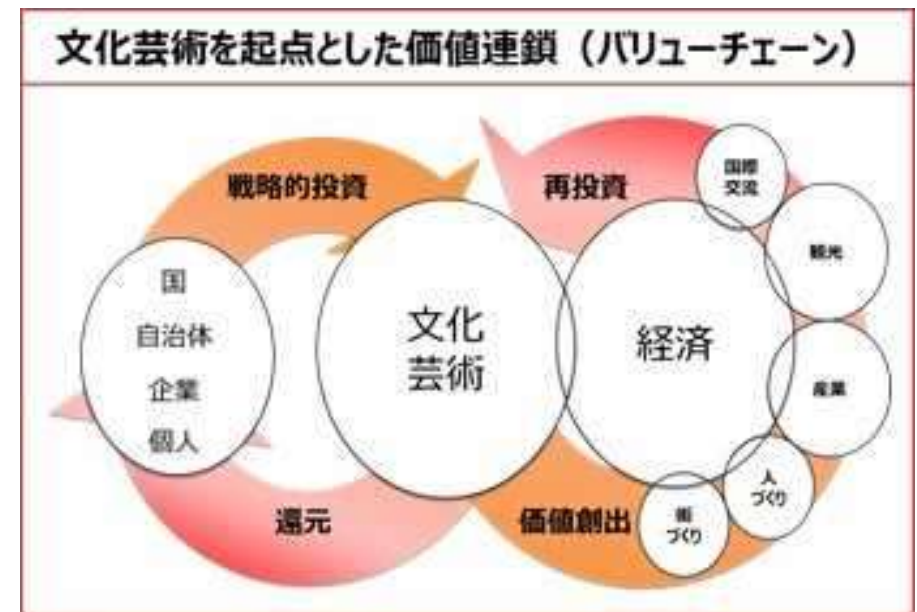 文化芸術を起点とした価値連鎖（バリューチェーン）
戦略的投資
再投資
国際
交流
観光
国
自治体
企業
個人
文化
芸術
経済
産業
人
づくり
街
づくり
還元
価値創出